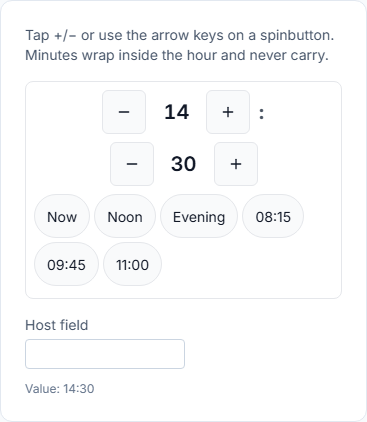 Tap +/− or use the arrow keys on a spinbutton.
Minutes wrap inside the hour and never carry.
− 14 + :
− 30 +
Now Noon Evening 08:15
09:45 11:00
Host field
Value: 14:30